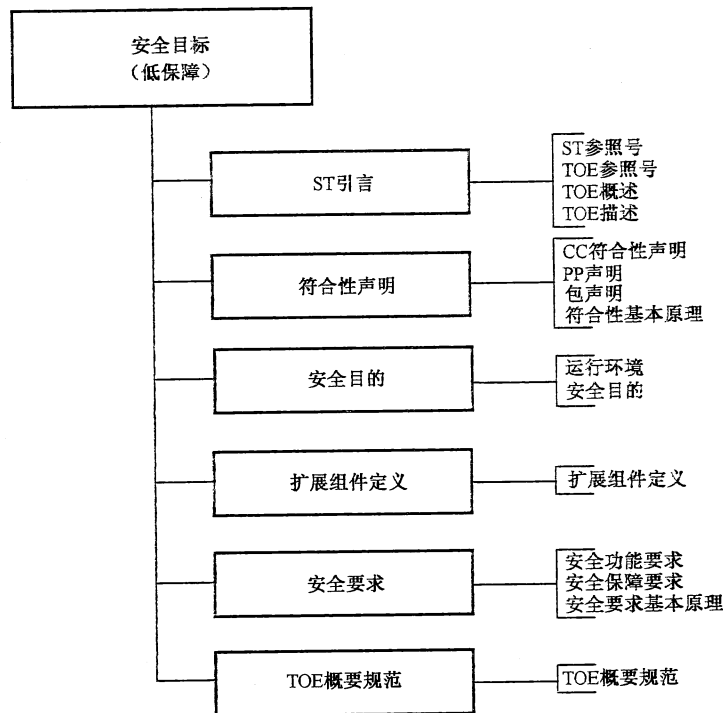 安全目标
（低保障）
ST引言
ST参照号
TOE参照号
TOE概述
TOE描述
符合性声明
CC符合性声明
PP声明
包声明
符合性基本原理
安全目的
运行环境
安全目的
扩展组件定义
扩展组件定义
安全要求
安全功能要求
安全保障要求
安全要求基本原理
TOE概要规范
TOE概要规范